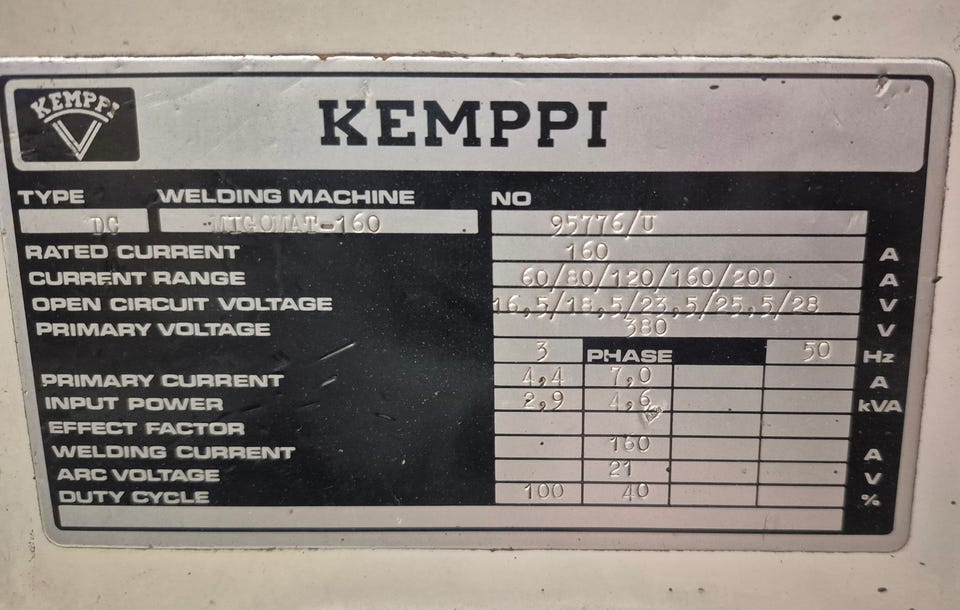 KEMPPI
KEMPPI
TYPE WELDING MACHINE NO
DC MIGOMAT-160 95776/U
RATED CURRENT 160 A
CURRENT RANGE 60/80/120/160/200 A
OPEN CIRCUIT VOLTAGE 16,5/18,5/23,5/25,5/28 V
PRIMARY VOLTAGE 380 V
3 PHASE 50 Hz
PRIMARY CURRENT 4,4 7,0 A
INPUT POWER 2,9 4,6 kVA
EFFECT FACTOR
WELDING CURRENT 160 A
ARC VOLTAGE 21 V
DUTY CYCLE 100 40 %